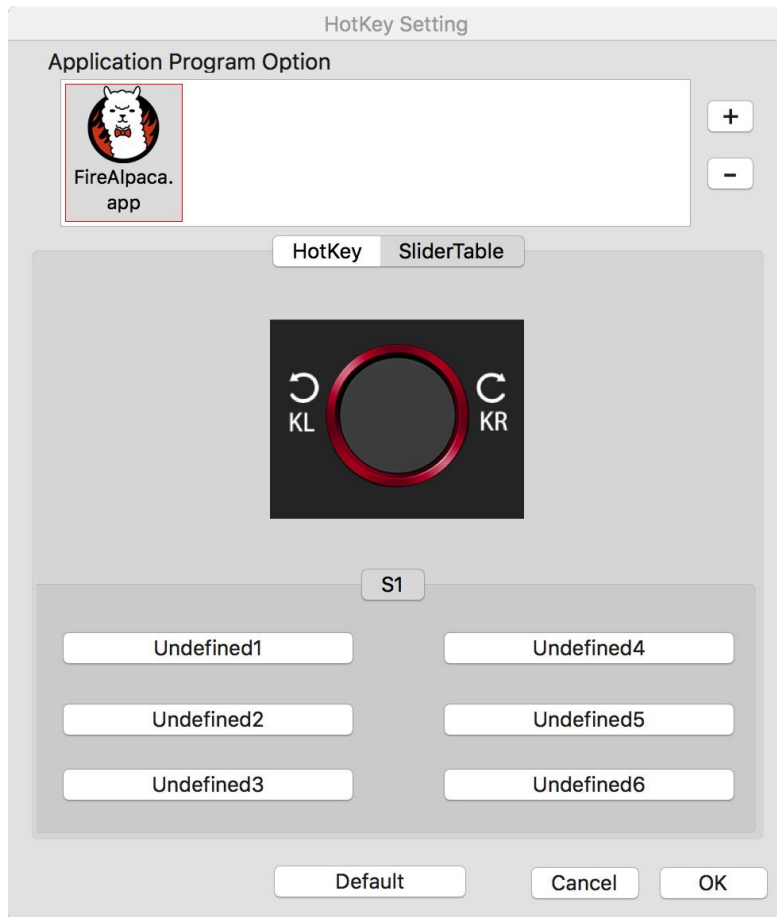 HotKey Setting
Application Program Option
FireAlpaca.
app
+
-
HotKey SliderTable
KL KR
S1
Undefined1 Undefined4
Undefined2 Undefined5
Undefined3 Undefined6
Default Cancel OK